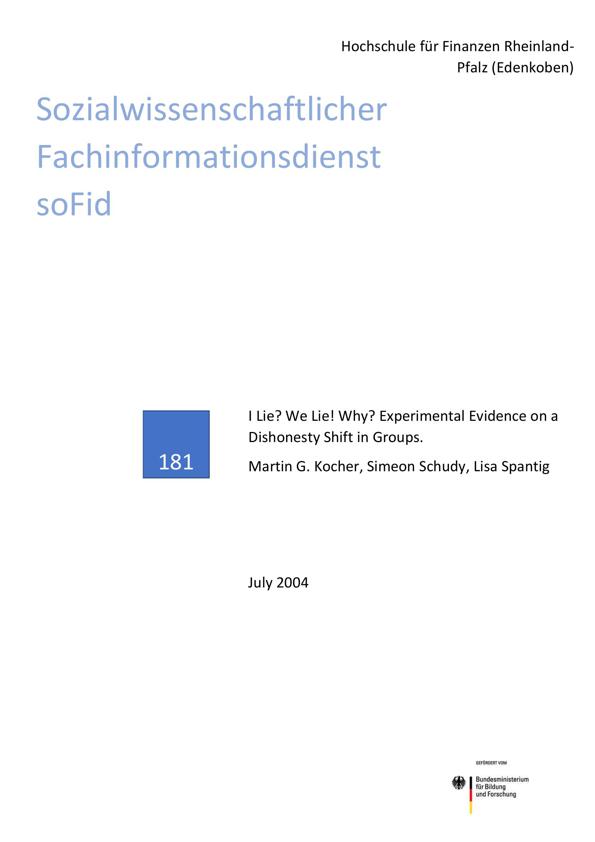 Hochschule für Finanzen Rheinland-
Pfalz (Edenkoben)
Sozialwissenschaftlicher
Fachinformationsdienst
soFid
I Lie? We Lie! Why? Experimental Evidence on a
Dishonesty Shift in Groups.
181
Martin G. Kocher, Simeon Schudy, Lisa Spantig
July 2004
GEFÖRDERT VOM
Bundesministerium
für Bildung
und Forschung